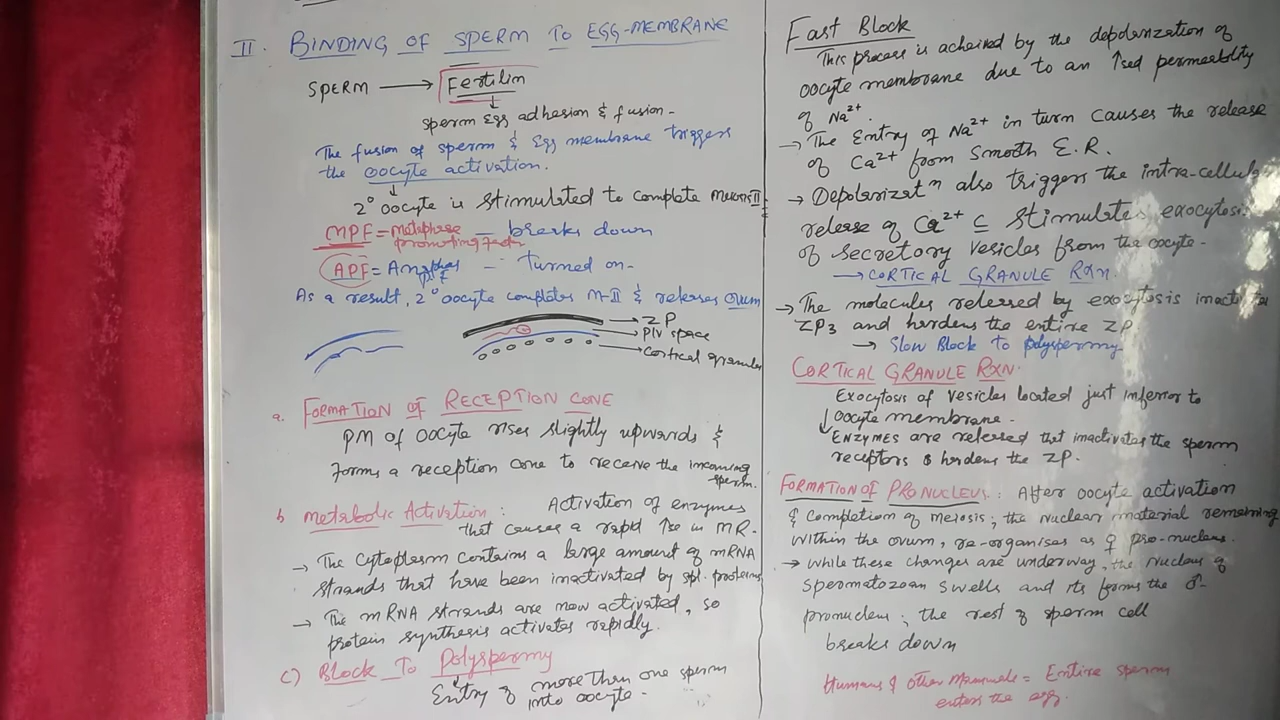 II. BINDING OF SPERM TO EGG-MEMBRANE
SPERM → Fertilin
sperm Egg adhesion & fusion -
The fusion of sperm & Egg membrane triggers
the oocyte activation.
2° oocyte is stimulated to complete Meiosis II
MPF = metaphase promoting factor — breaks down
APF = Anaphase PF — turned on -
As a result, 2° oocyte completes M-II & releases ovum
→ ZP
PIV space
→ Cortical granules
a. FORMATION OF RECEPTION CONE
PM of oocyte rises slightly upwards &
forms a reception cone to receive the incoming
sperm.
b Metabolic Activation : Activation of enzymes
that causes a rapid ↑se in MR.
→ The cytoplasm contains a large amount of mRNA
strands that have been inactivated by spl. proteins
→ The mRNA strands are now activated, so
protein synthesis activates rapidly.
c) BLOCK TO Polyspermy
Entry of more than one sperm
into oocyte -
Fast Block
This process is acheived by the depolarization of
oocyte membrane due to an ↑sed permeability
of Na²⁺.
→ The Entry of Na²⁺ in turn causes the release
of Ca²⁺ from smooth E.R.
→ Depolarizatⁿ also triggers the intra-cellular
release of Ca²⁺ ⊆ stimulates exocytosis
of secretory vesicles from the oocyte -
→ CORTICAL GRANULE RXN.
→ The molecules released by exocytosis inactivate
ZP3 and hardens the entire ZP
→ Slow Block To polyspermy
CORTICAL GRANULE RXN.
Exocytosis of vesicles located just inferior to
oocyte membrane.
↓ Enzymes are released that inactivates the sperm
receptors & hardens the ZP.
FORMATION OF PRONUCLEUS : After oocyte activation
& completion of meiosis, the nuclear material remaining
within the ovum, re-organises as ♀ pro-nucleus.
→ while these changes are underway, the nucleus of
spermatozoan swells and its forms the ♂
pronucleus ; the rest of sperm cell
breaks down
Humans & other Mammals = Entire sperm
enters the egg.